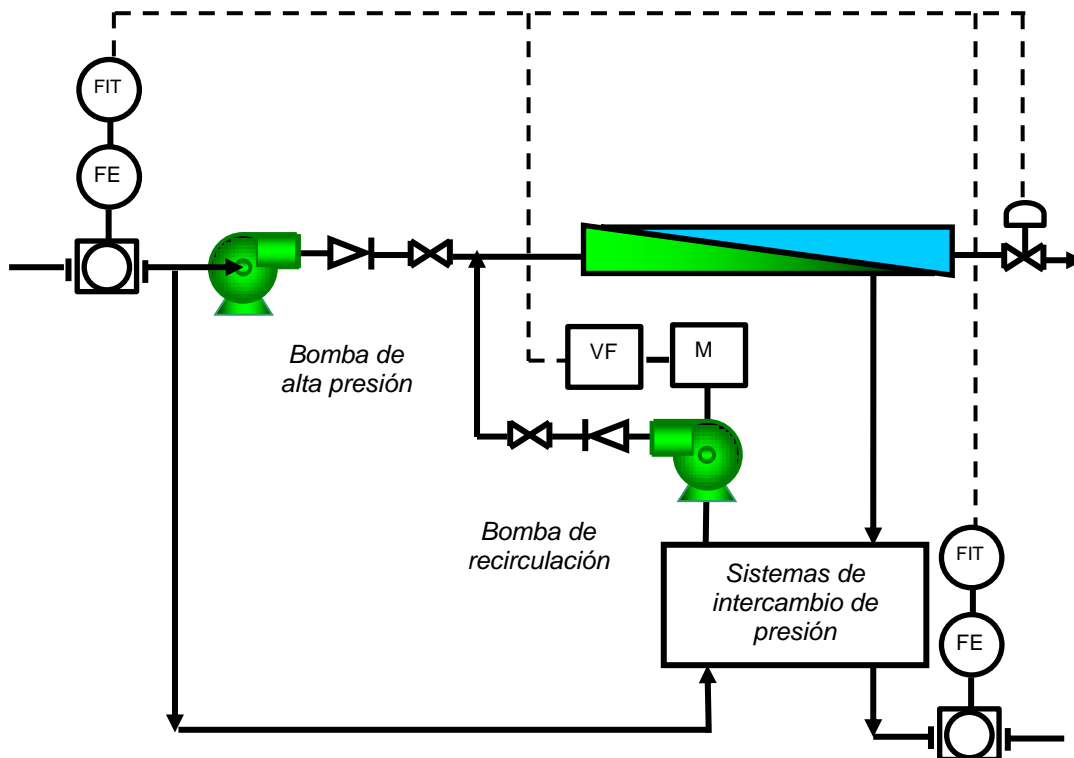 FIT
FE
Bomba de
alta presión
VF
M
Bomba de
recirculación
Sistemas de
intercambio de
presión
FIT
FE